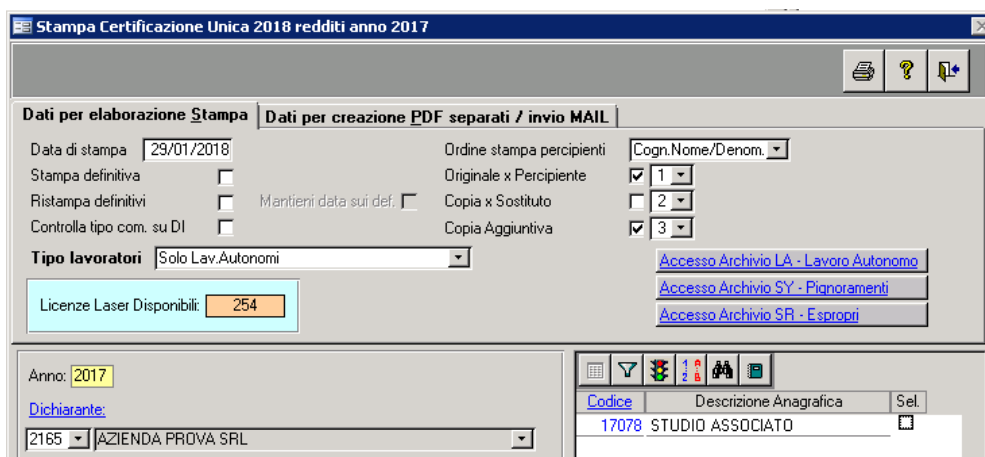 Stampa Certificazione Unica 2018 redditi anno 2017
Dati per elaborazione Stampa Dati per creazione PDF separati / invio MAIL
Data di stampa 29/01/2018 Ordine stampa percipienti Cogn.Nome/Denom.
Stampa definitiva Originale x Percipiente 1
Ristampa definitivi Mantieni data sui def. Copia x Sostituto 2
Controlla tipo com. su DI Copia Aggiuntiva 3
Tipo lavoratori Solo Lav.Autonomi Accesso Archivio LA - Lavoro Autonomo
Accesso Archivio SY - Pignoramenti
Licenze Laser Disponibili: 254 Accesso Archivio SR - Espropri
Anno: 2017
Dichiarante: Codice Descrizione Anagrafica Sel.
17078 STUDIO ASSOCIATO
2165 AZIENDA PROVA SRL